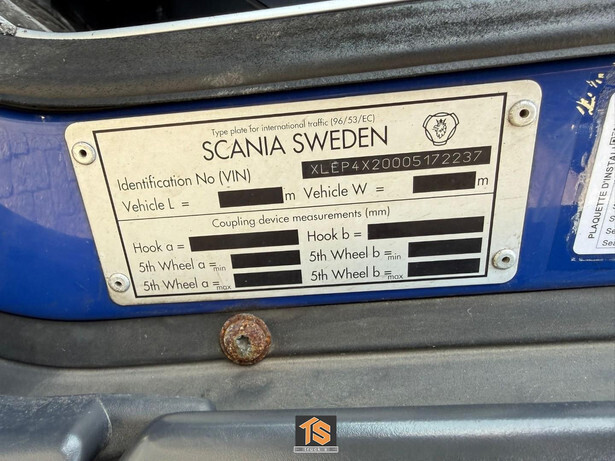 Type plate for international traffic (96/53/EC)
SCANIA SWEDEN
Identification No (VIN) XLEP4X20005172237
Vehicle L = m Vehicle W = m
Coupling device measurements (mm)
Hook a = Hook b =
5th Wheel a =min 5th Wheel b =min
5th Wheel a =max 5th Wheel b =max
PLAQUETTE D'INSTAL
TS